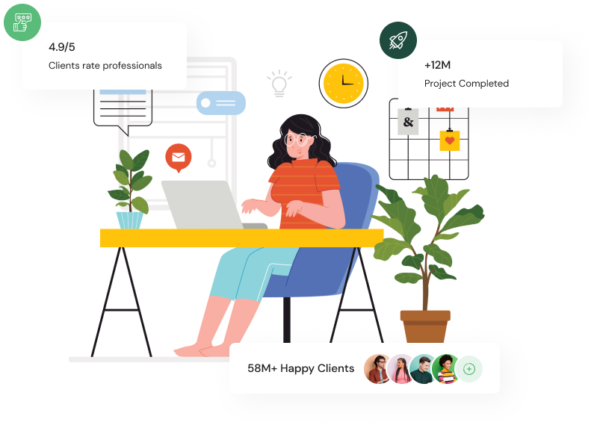 4.9/5
Clients rate professionals
+12M
Project Completed
&
58M+ Happy Clients